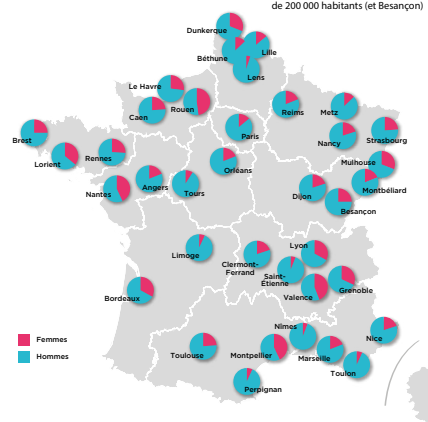 de 200 000 habitants (et Besançon)
Dunkerque
Lille
Béthune
Lens
Le Havre
Rouen
Caen
Reims
Metz
Paris
Nancy
Strasbourg
Brest
Lorient
Rennes
Mulhouse
Orléans
Montbéliard
Nantes
Angers
Tours
Dijon
Besançon
Limoge
Clermont-
Ferrand
Lyon
Saint-
Étienne
Grenoble
Valence
Bordeaux
Femmes
Hommes
Nîmes
Nice
Toulouse
Montpellier
Marseille
Toulon
Perpignan